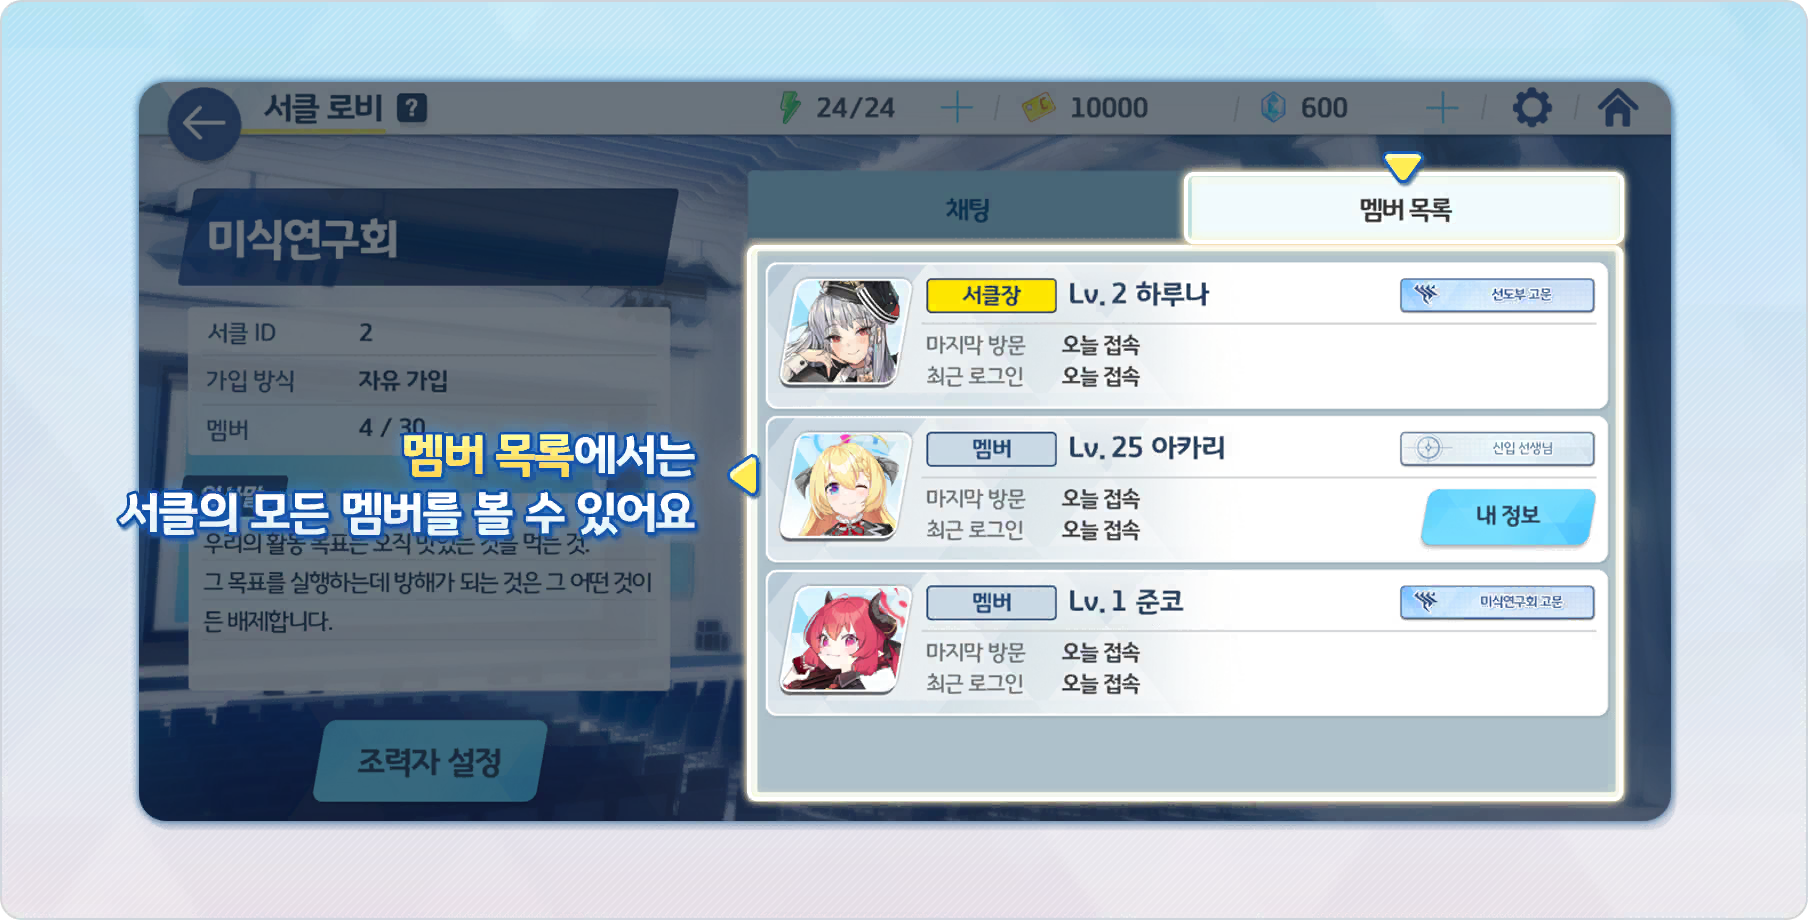 서클 로비 ?
24/24
10000
600
미식연구회
서클 ID 2
가입 방식 자유 가입
멤버 4 / 30
멤버 목록에서는
서클의 모든 멤버를 볼 수 있어요
우리의 활동 목표는 오직 맛있는 것을 먹는 것.
그 목표를 실행하는데 방해가 되는 것은 그 어떤 것이
든 배제합니다.
조력자 설정
채팅
멤버 목록
서클장 Lv. 2 하루나
선도부 고문
마지막 방문 오늘 접속
최근 로그인 오늘 접속
멤버 Lv. 25 아카리
신입 선생님
마지막 방문 오늘 접속
최근 로그인 오늘 접속
내 정보
멤버 Lv. 1 준코
미식연구회 고문
마지막 방문 오늘 접속
최근 로그인 오늘 접속